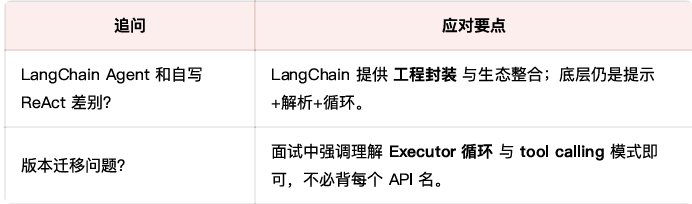 追问
应对要点
LangChain Agent 和自写
ReAct 差别?
LangChain 提供 工程封装 与生态整合；底层仍是提示
+解析+循环。
版本迁移问题?
面试中强调理解 Executor 循环 与 tool calling 模式即
可，不必背每个 API 名。